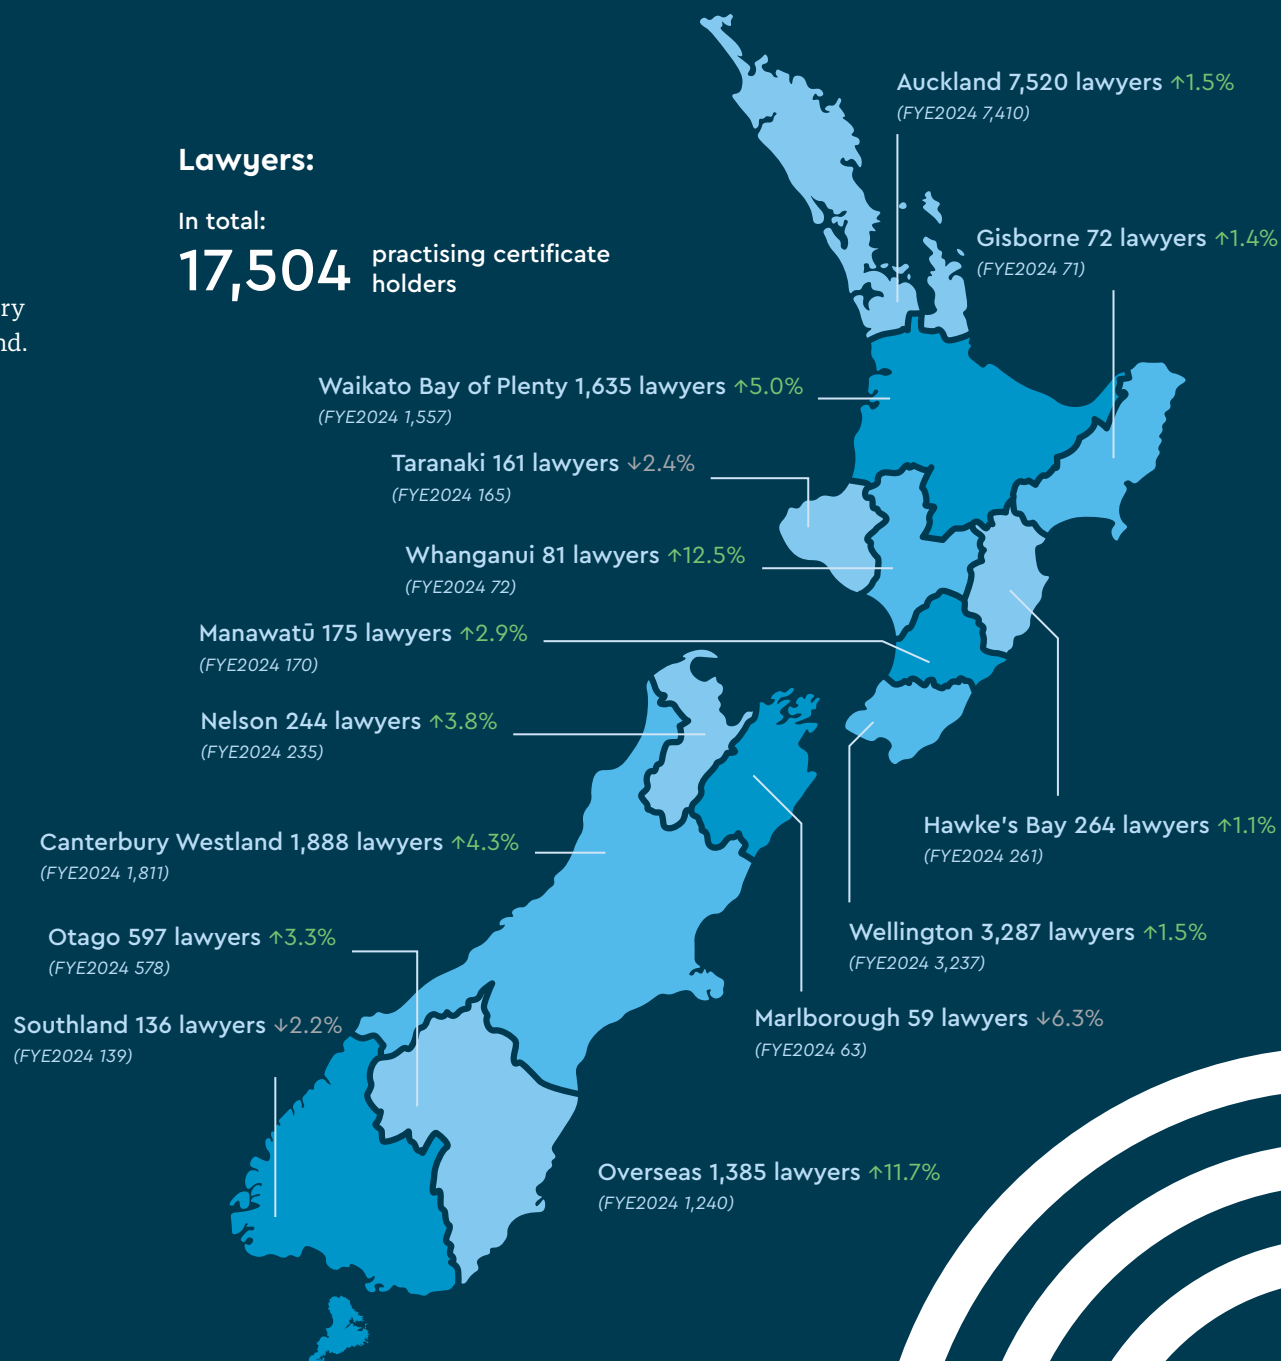 Lawyers:
In total:
17,504 practising certificate
holders
ry
nd.
Auckland 7,520 lawyers ↑1.5%
(FYE2024 7,410)
Gisborne 72 lawyers ↑1.4%
(FYE2024 71)
Waikato Bay of Plenty 1,635 lawyers ↑5.0%
(FYE2024 1,557)
Taranaki 161 lawyers ↓2.4%
(FYE2024 165)
Whanganui 81 lawyers ↑12.5%
(FYE2024 72)
Manawatū 175 lawyers ↑2.9%
(FYE2024 170)
Nelson 244 lawyers ↑3.8%
(FYE2024 235)
Hawke's Bay 264 lawyers ↑1.1%
(FYE2024 261)
Canterbury Westland 1,888 lawyers ↑4.3%
(FYE2024 1,811)
Wellington 3,287 lawyers ↑1.5%
(FYE2024 3,237)
Otago 597 lawyers ↑3.3%
(FYE2024 578)
Marlborough 59 lawyers ↓6.3%
(FYE2024 63)
Southland 136 lawyers ↓2.2%
(FYE2024 139)
Overseas 1,385 lawyers ↑11.7%
(FYE2024 1,240)